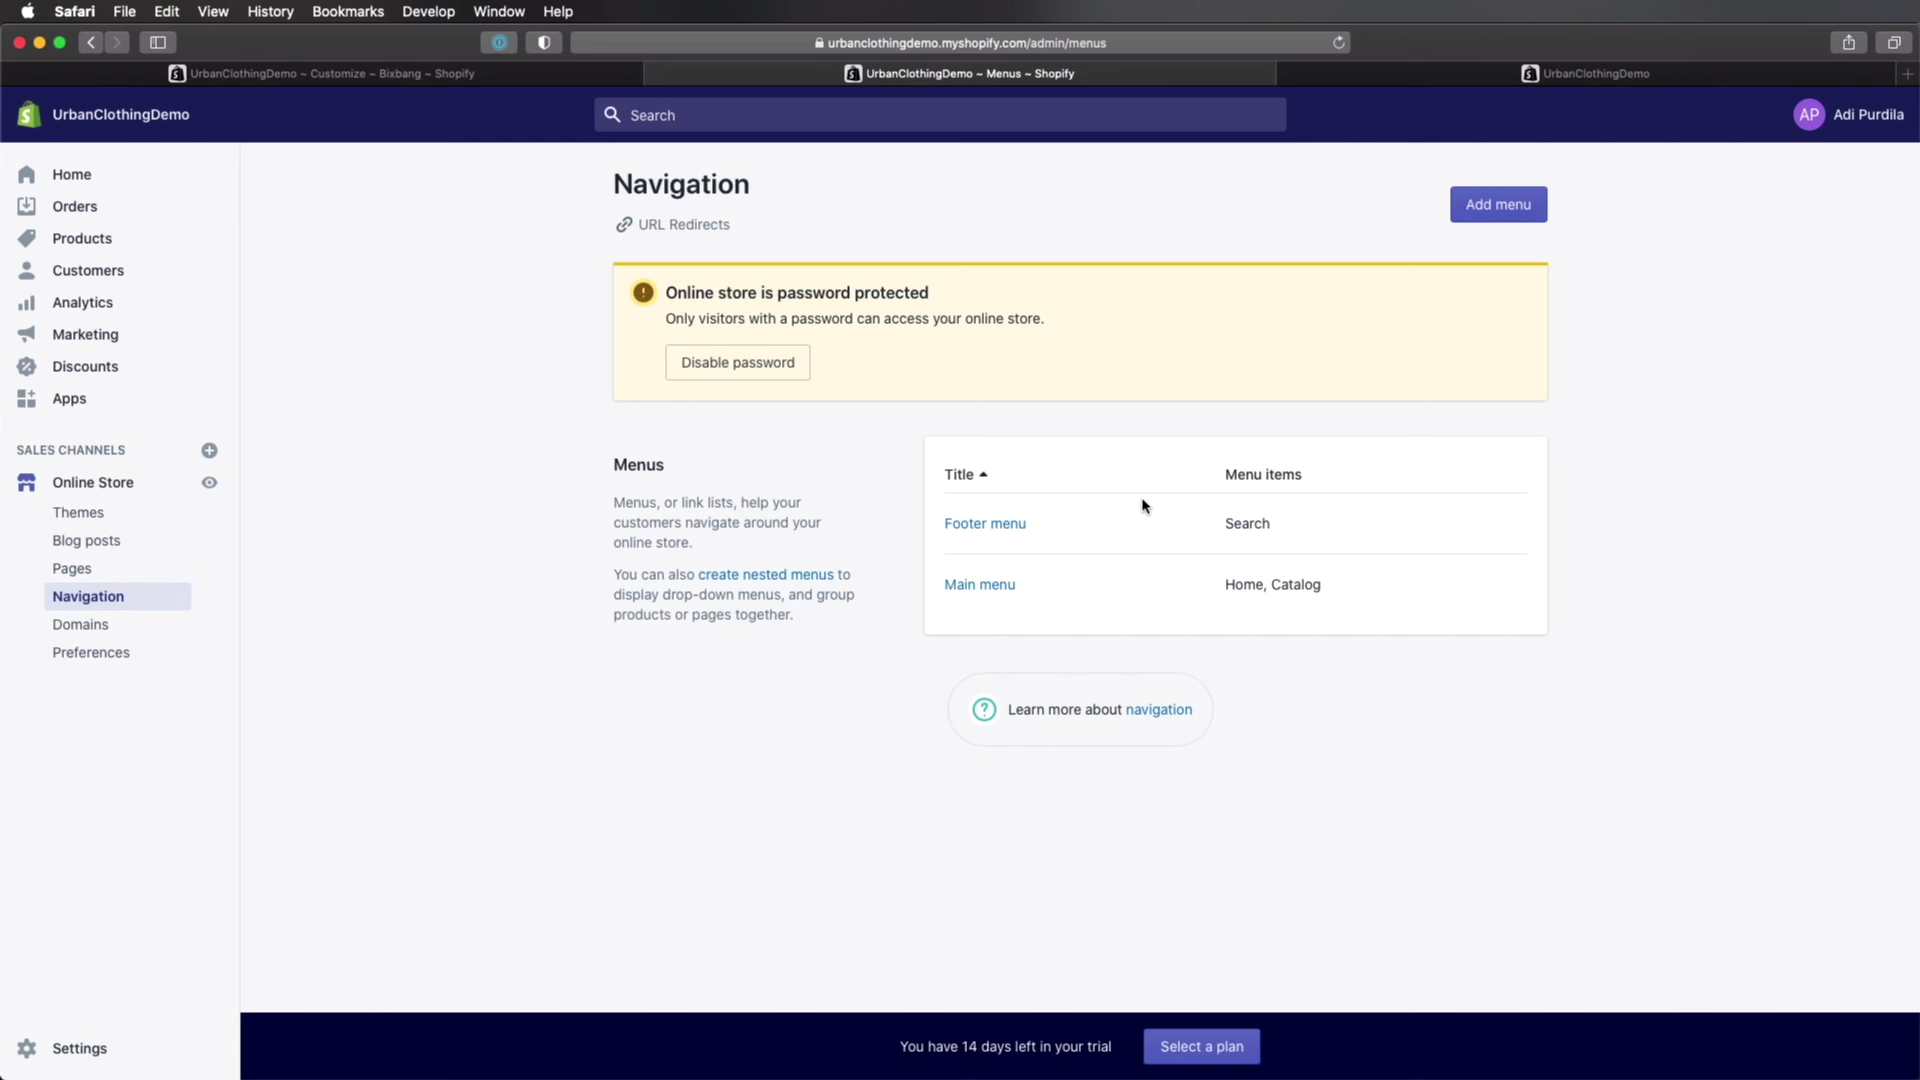 Safari File Edit View History Bookmarks Develop Window Help
urbanclothingdemo.myshopify.com/admin/menus
UrbanClothingDemo ~ Customize ~ Bixbang ~ Shopify
UrbanClothingDemo ~ Menus ~ Shopify
UrbanClothingDemo
UrbanClothingDemo
Search
AP Adi Purdila
Home
Orders
Products
Customers
Analytics
Marketing
Discounts
Apps
SALES CHANNELS
Online Store
Themes
Blog posts
Pages
Navigation
Domains
Preferences
Settings
Navigation
URL Redirects
Add menu
Online store is password protected
Only visitors with a password can access your online store.
Disable password
Menus
Menus, or link lists, help your
customers navigate around your
online store.
You can also create nested menus to
display drop-down menus, and group
products or pages together.
Title Menu items
Footer menu Search
Main menu Home, Catalog
Learn more about navigation
You have 14 days left in your trial
Select a plan